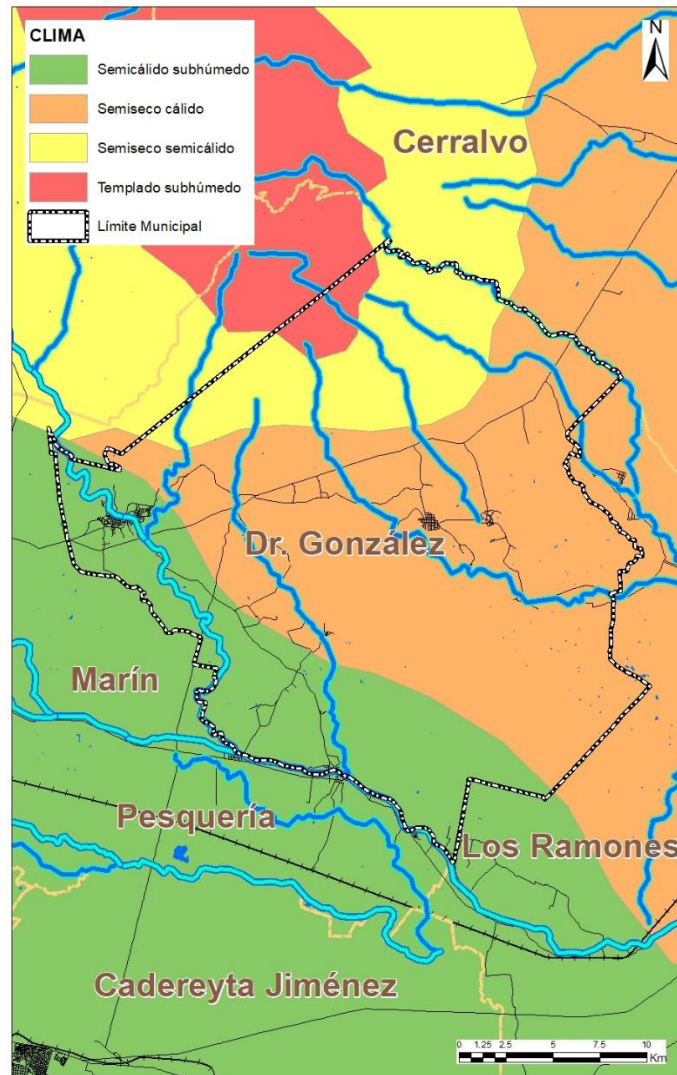 CLIMA
Semicálido subhúmedo
Semiseco cálido
Semiseco semicálido
Templado subhúmedo
Límite Municipal
N
Cerralvo
Dr. González
Marín
Pesquería
Los Ramones
Cadereyta Jiménez
0 1.25 2.5 5 7.5 10
Km